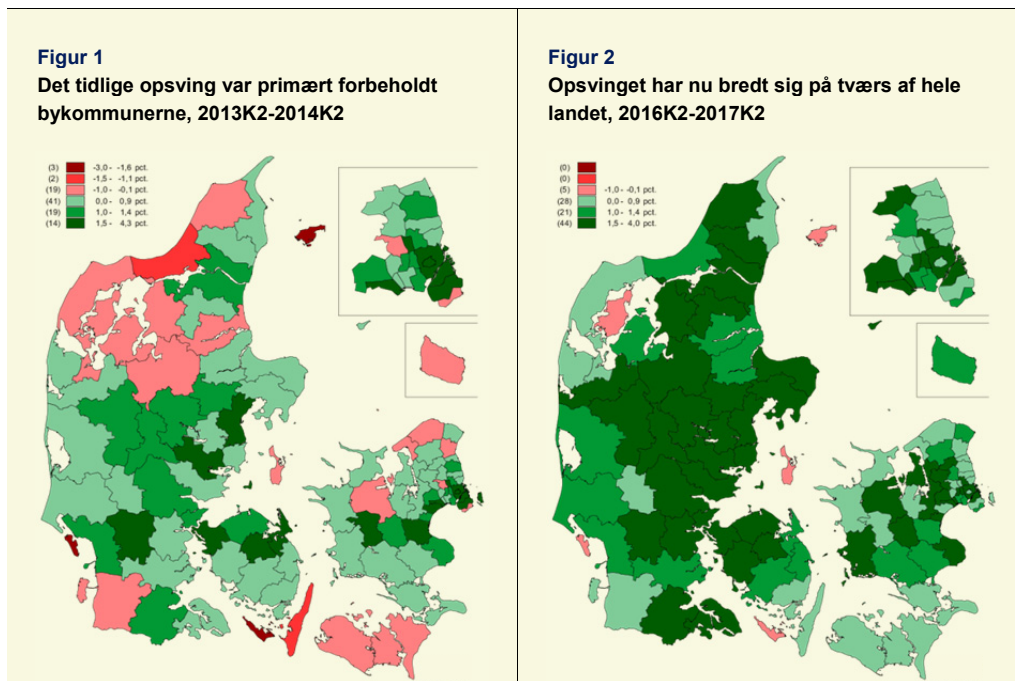 Figur 1
Det tidlige opsving var primært forbeholdt
bykommunerne, 2013K2-2014K2
(3) -3,0 - -1,6 pct.
(2) -1,5 - -1,1 pct.
(19) -1,0 - -0,1 pct.
(41) 0,0 - 0,9 pct.
(19) 1,0 - 1,4 pct.
(14) 1,5 - 4,3 pct.
Figur 2
Opsvinget har nu bredt sig på tværs af hele
landet, 2016K2-2017K2
(0)
(0)
(5) -1,0 - -0,1 pct.
(28) 0,0 - 0,9 pct.
(21) 1,0 - 1,4 pct.
(44) 1,5 - 4,0 pct.